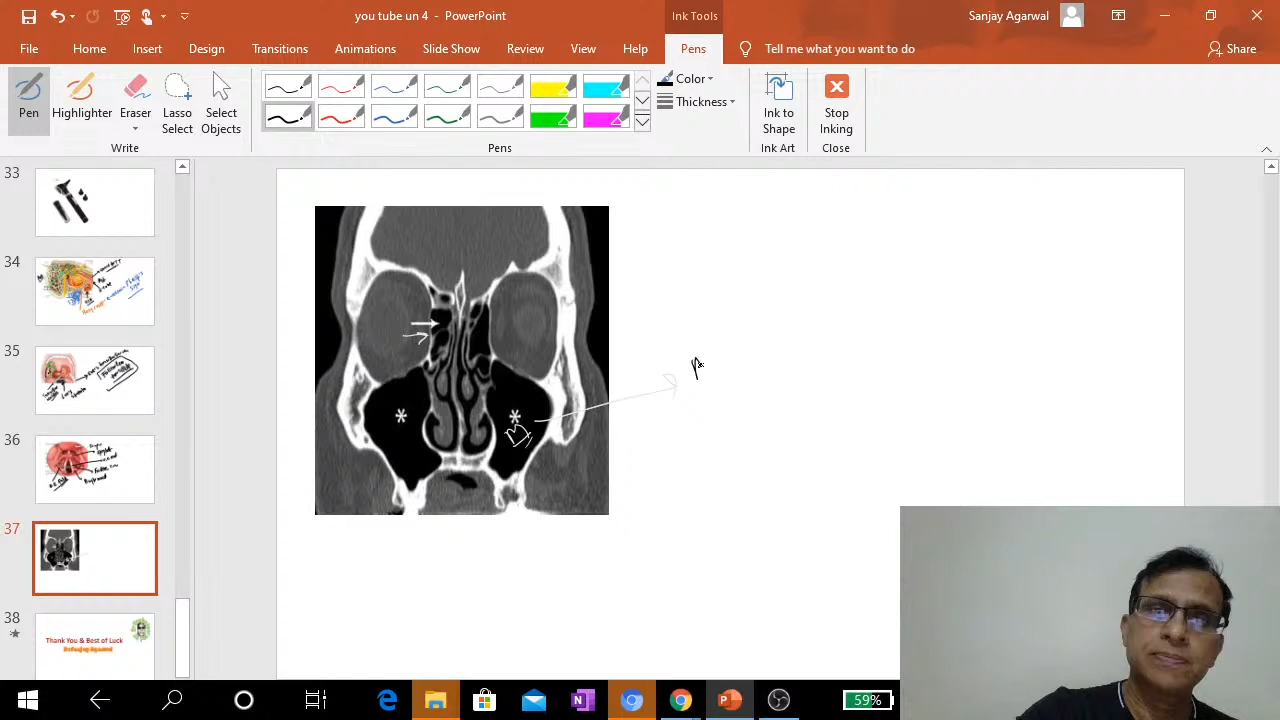 you tube un 4 - PowerPoint
Ink Tools
Sanjay Agarwal
File
Home
Insert
Design
Transitions
Animations
Slide Show
Review
View
Help
Pens
Tell me what you want to do
Share
Pen
Highlighter
Eraser
Lasso
Select
Select
Objects
Color
Thickness
Ink to
Shape
Stop
Inking
Write
Pens
Ink Art
Close
33
34
35
36
37
38
*
*
M
Thank You & Best of Luck
59%